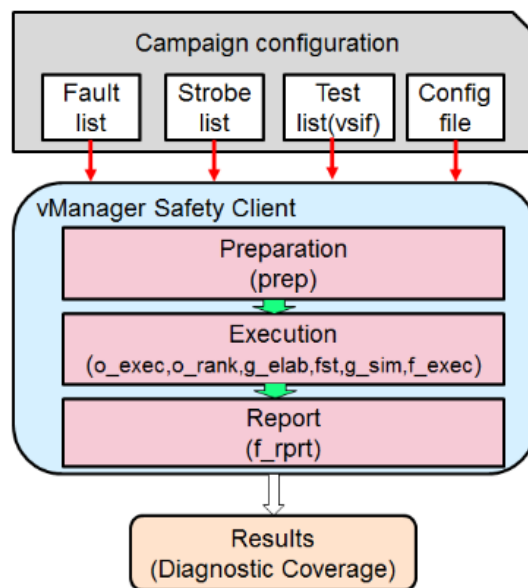 Campaign configuration
Fault
list
Strobe
list
Test
list(vsif)
Config
file
vManager Safety Client
Preparation
(prep)
Execution
(o_exec,o_rank,g_elab,fst,g_sim,f_exec)
Report
(f_rprt)
Results
(Diagnostic Coverage)